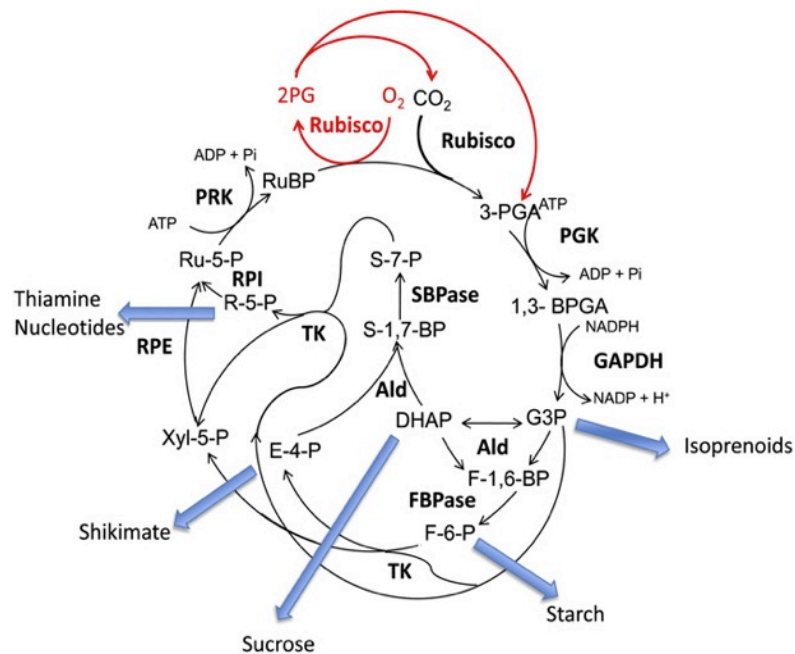 2PG
O₂
CO₂
Rubisco
Rubisco
ADP + Pi
RuBP
PRK
ATP
3-PGA
ATP
PGK
Ru-5-P
S-7-P
ADP + Pi
RPI
R-5-P
SBPase
1,3- BPGA
Thiamine
Nucleotides
TK
S-1,7-BP
NADPH
RPE
GAPDH
Ald
NADP + H⁺
DHAP
G3P
Xyl-5-P
E-4-P
Ald
Isoprenoids
F-1,6-BP
FBPase
Shikimate
F-6-P
TK
Starch
Sucrose